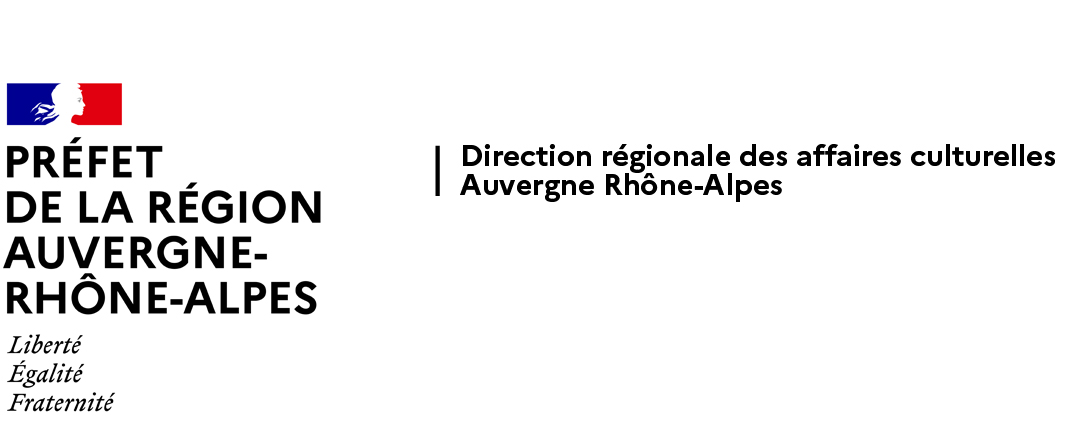 PRÉFET
DE LA RÉGION
AUVERGNE-
RHÔNE-ALPES
Liberté
Égalité
Fraternité
Direction régionale des affaires culturelles
Auvergne Rhône-Alpes